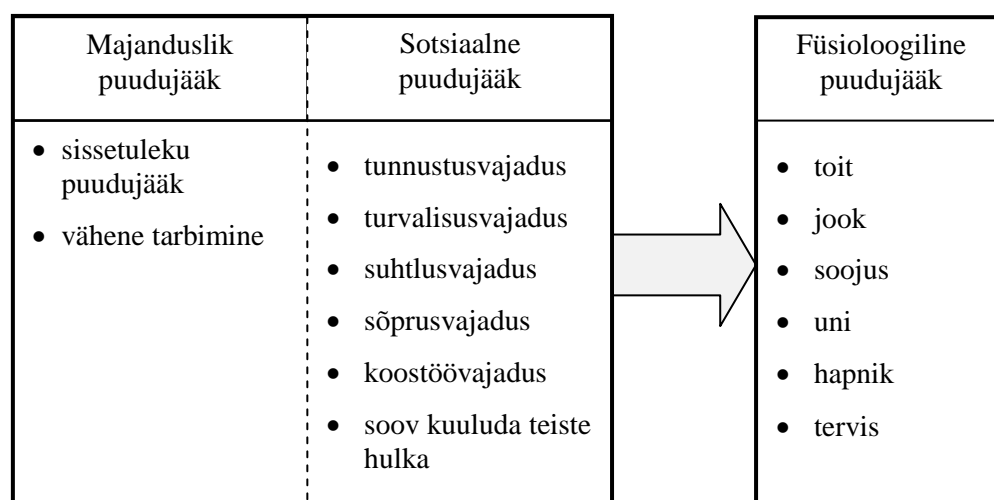 Majanduslik
puudujääk
• sissetuleku
puudujääk
• vähene tarbimine
Sotsiaalne
puudujääk
• tunnustusvajadus
• turvalisusvajadus
• suhtlusvajadus
• sõprusvajadus
• koostöövajadus
• soov kuuluda teiste
hulka
Füsioloogiline
puudujääk
• toit
• jook
• soojus
• uni
• hapnik
• tervis